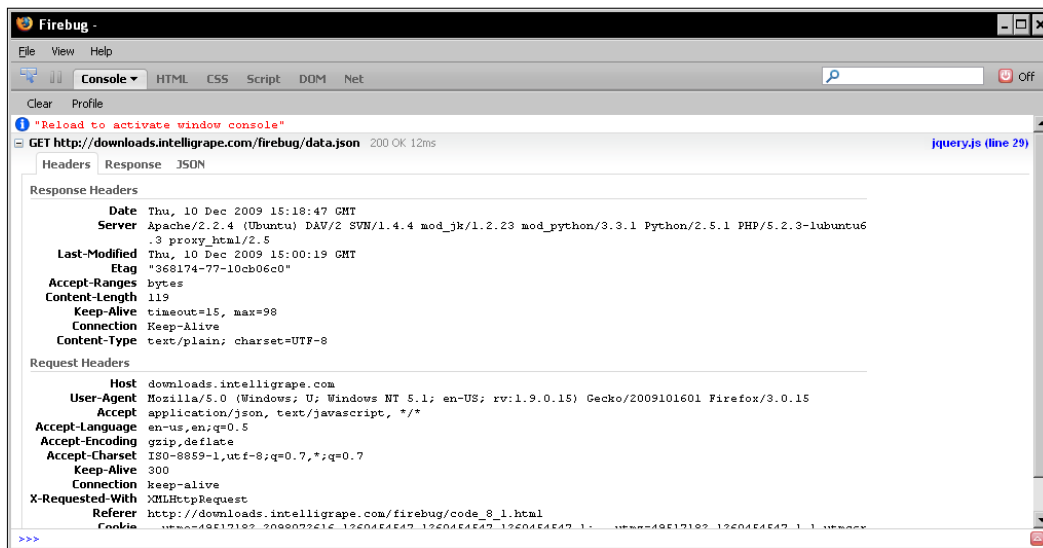 Firebug -
File View Help
Console HTML CSS Script DOM Net Off
Clear Profile
"Reload to activate window console"
GET http://downloads.intelligrape.com/firebug/data.json 200 OK 12ms jquery.js (line 29)
Headers Response JSON
Response Headers
Date Thu, 10 Dec 2009 15:18:47 GMT
Server Apache/2.2.4 (Ubuntu) DAV/2 SVN/1.4.4 mod_jk/1.2.23 mod_python/3.3.1 Python/2.5.1 PHP/5.2.3-1ubuntu6
.3 proxy_html/2.5
Last-Modified Thu, 10 Dec 2009 15:00:19 GMT
Etag "368174-77-10cb06c0"
Accept-Ranges bytes
Content-Length 119
Keep-Alive timeout=15, max=98
Connection Keep-Alive
Content-Type text/plain; charset=UTF-8
Request Headers
Host downloads.intelligrape.com
User-Agent Mozilla/5.0 (Windows; U; Windows NT 5.1; en-US; rv:1.9.0.15) Gecko/2009101601 Firefox/3.0.15
Accept application/json, text/javascript, */*
Accept-Language en-us,en;q=0.5
Accept-Encoding gzip,deflate
Accept-Charset ISO-8859-1,utf-8;q=0.7,*;q=0.7
Keep-Alive 300
Connection keep-alive
X-Requested-With XMLHttpRequest
Referer http://downloads.intelligrape.com/firebug/code_8_1.html
Cookie
>>>